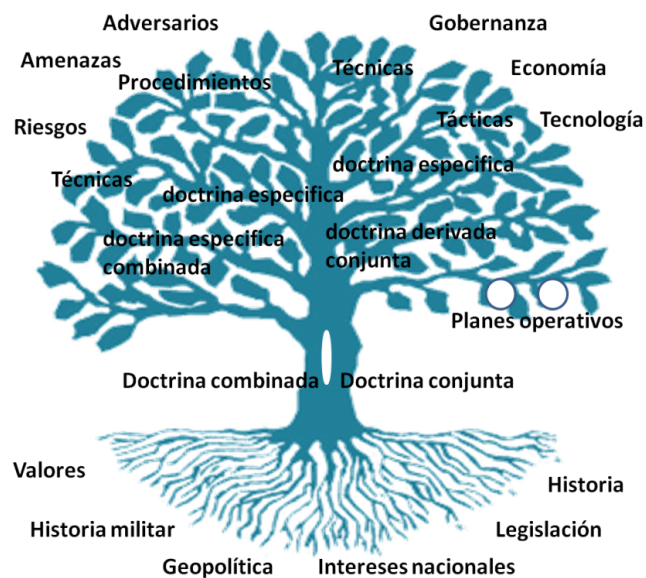 Adversarios
Gobernanza
Amenazas
Procedimientos
Técnicas
Economía
Riesgos
Tácticas
Tecnología
Técnicas
doctrina especifica
doctrina especifica
doctrina especifica
combinada
doctrina derivada
conjunta
Planes operativos
Doctrina combinada
Doctrina conjunta
Valores
Historia
Historia militar
Legislación
Geopolítica
Intereses nacionales